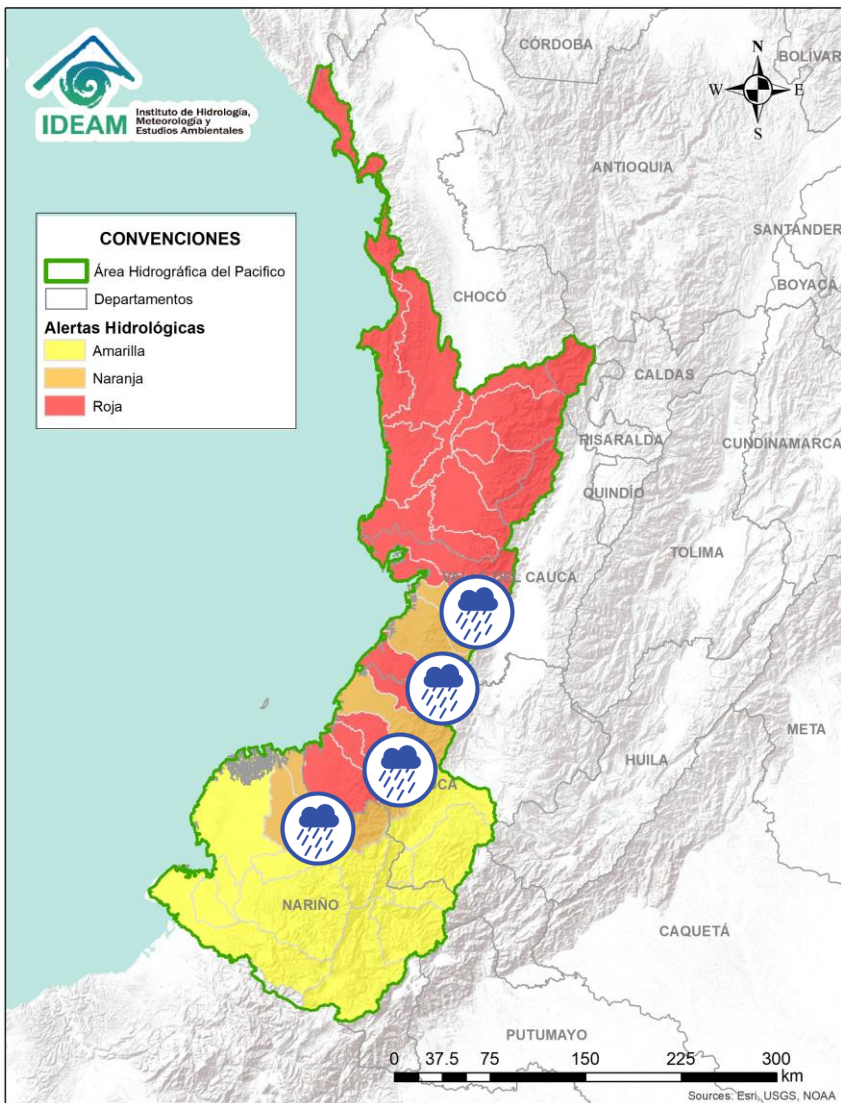 IDEAM
Instituto de Hidrología,
Meteorología y
Estudios Ambientales
N
W E
S
CÓRDOBA
BOLÍVAR
ANTIOQUIA
SANTANDER
BOYACÁ
CHOCÓ
CALDAS
RISARALDA
CUNDINAMARCA
QUINDÍO
TOLIMA
DEL CAUCA
META
HUILA
NARIÑO
CAQUETÁ
PUTUMAYO
CONVENCIONES
Área Hidrográfica del Pacifico
Departamentos
Alertas Hidrológicas
Amarilla
Naranja
Roja
0 37.5 75 150 225 300
km
Sources: Esri, USGS, NOAA